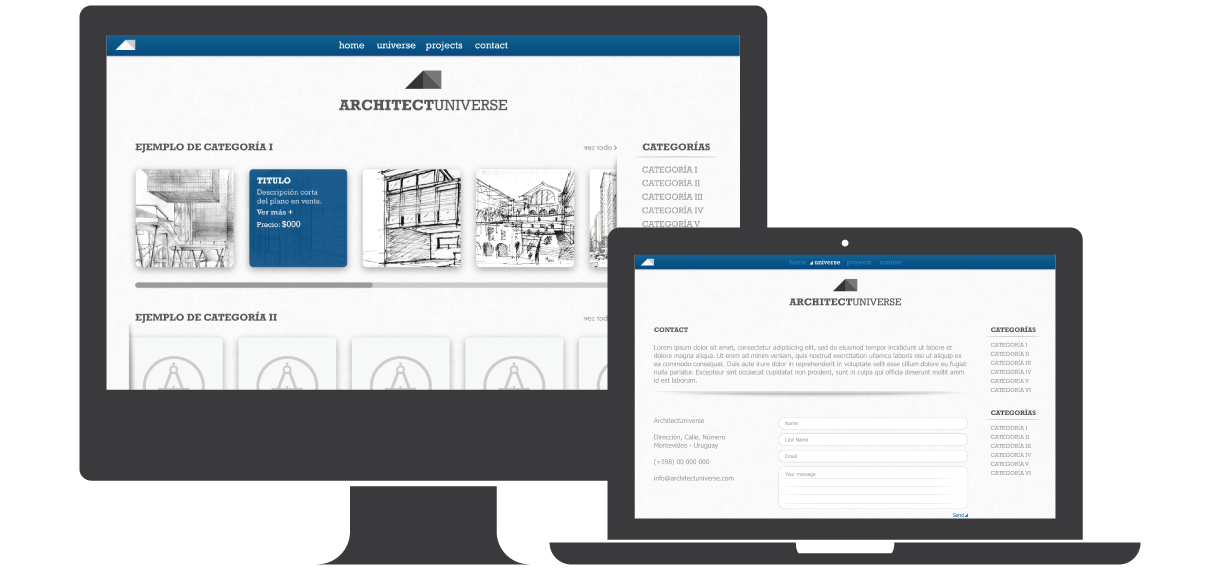 home universe projects contact
ARCHITECTUNIVERSE
EJEMPLO DE CATEGORÍA I
ver todo
TITULO
Descripción corta
del plano en venta.
Ver más +
Precio: $000
CATEGORÍAS
CATEGORÍA I
CATEGORÍA II
CATEGORÍA III
CATEGORÍA IV
CATEGORÍA V
EJEMPLO DE CATEGORÍA II
ver tod
home universe projects contact
ARCHITECTUNIVERSE
CONTACT
Lorem ipsum dolor sit amet, consectetur adipisicing elit, sed do eiusmod tempor incididunt ut labore et
dolore magna aliqua. Ut enim ad minim veniam, quis nostrud exercitation ullamco laboris nisi ut aliquip ex
ea commodo consequat. Duis aute irure dolor in reprehenderit in voluptate velit esse cillum dolore eu fugiat
nulla pariatur. Excepteur sint occaecat cupidatat non proident, sunt in culpa qui officia deserunt mollit anim
id est laborum.
ArchitectUniverse
Dirección, Calle, Número
Montevideo - Uruguay
(+598) 00 000 000
info@architectuniverse.com
Name
Last Name
Email
Your message
Send
CATEGORÍAS
CATEGORÍA I
CATEGORÍA II
CATEGORÍA III
CATEGORÍA IV
CATEGORÍA V
CATEGORÍA VI
CATEGORÍAS
CATEGORÍA I
CATEGORÍA II
CATEGORÍA III
CATEGORÍA IV
CATEGORÍA V
CATEGORÍA VI